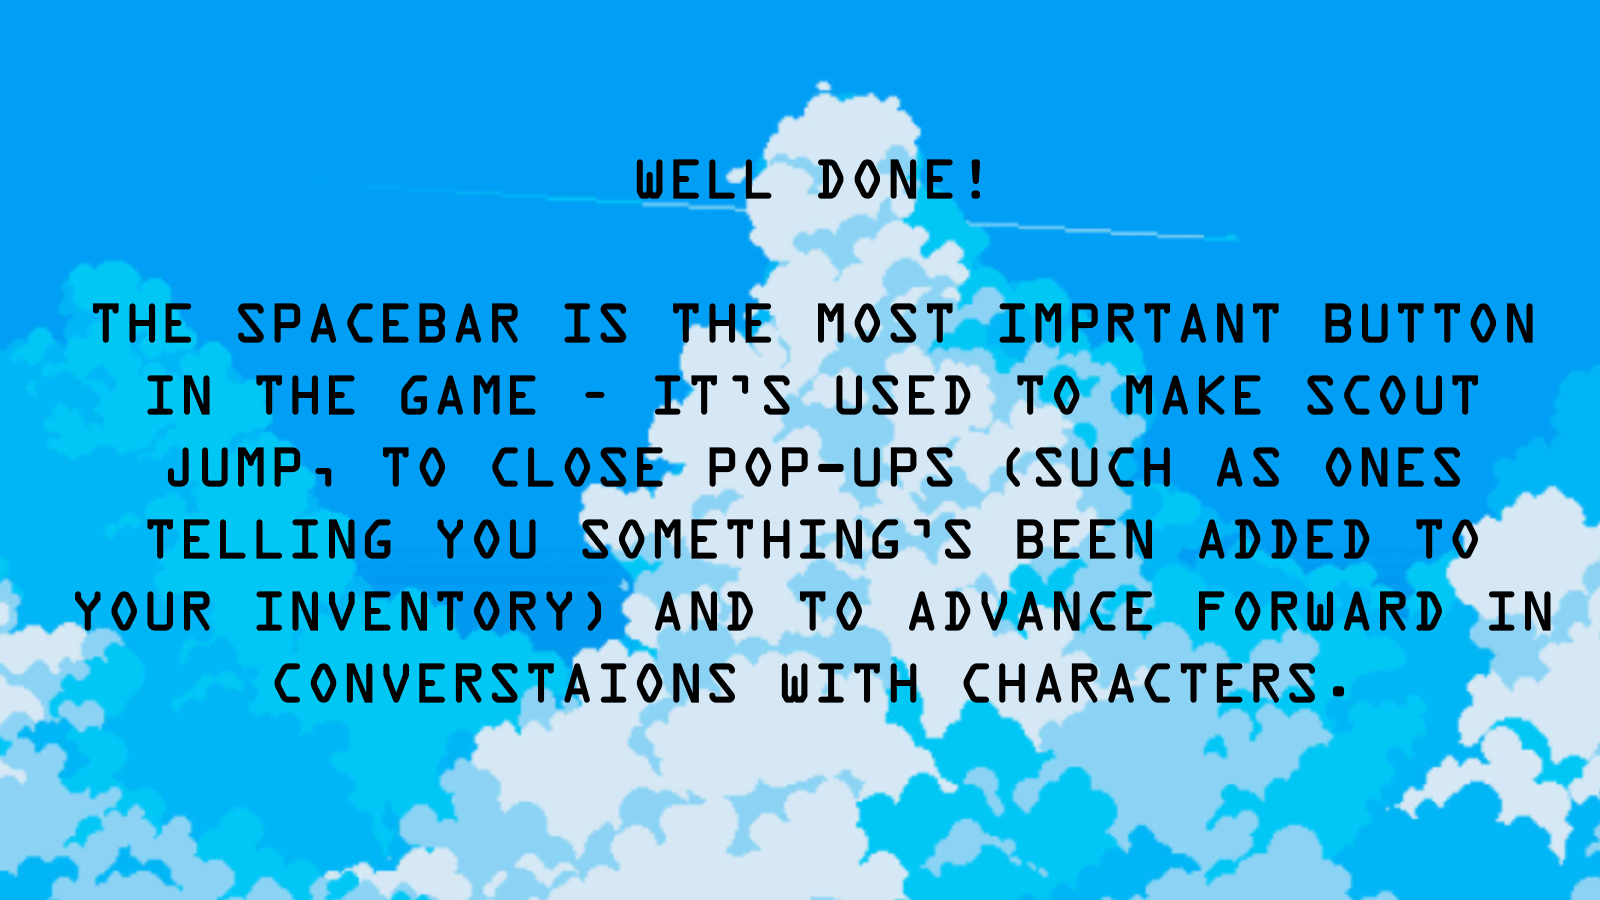 WELL DONE!
THE SPACEBAR IS THE MOST IMPRTANT BUTTON
IN THE GAME - IT'S USED TO MAKE SCOUT
JUMP, TO CLOSE POP-UPS (SUCH AS ONES
TELLING YOU SOMETHING'S BEEN ADDED TO
YOUR INVENTORY) AND TO ADVANCE FORWARD IN
CONVERSTAIONS WITH CHARACTERS.